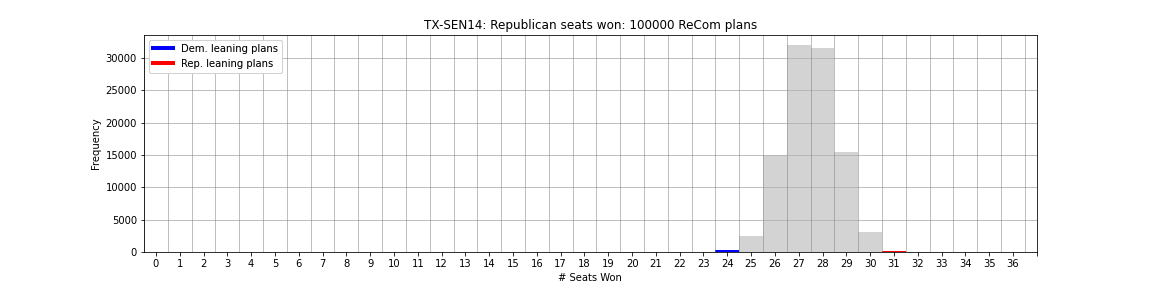 TX-SEN14: Republican seats won: 100000 ReCom plans
Dem. leaning plans
Rep. leaning plans
Frequency
30000
25000
20000
15000
10000
5000
0
0 1 2 3 4 5 6 7 8 9 10 11 12 13 14 15 16 17 18 19 20 21 22 23 24 25 26 27 28 29 30 31 32 33 34 35 36
# Seats Won